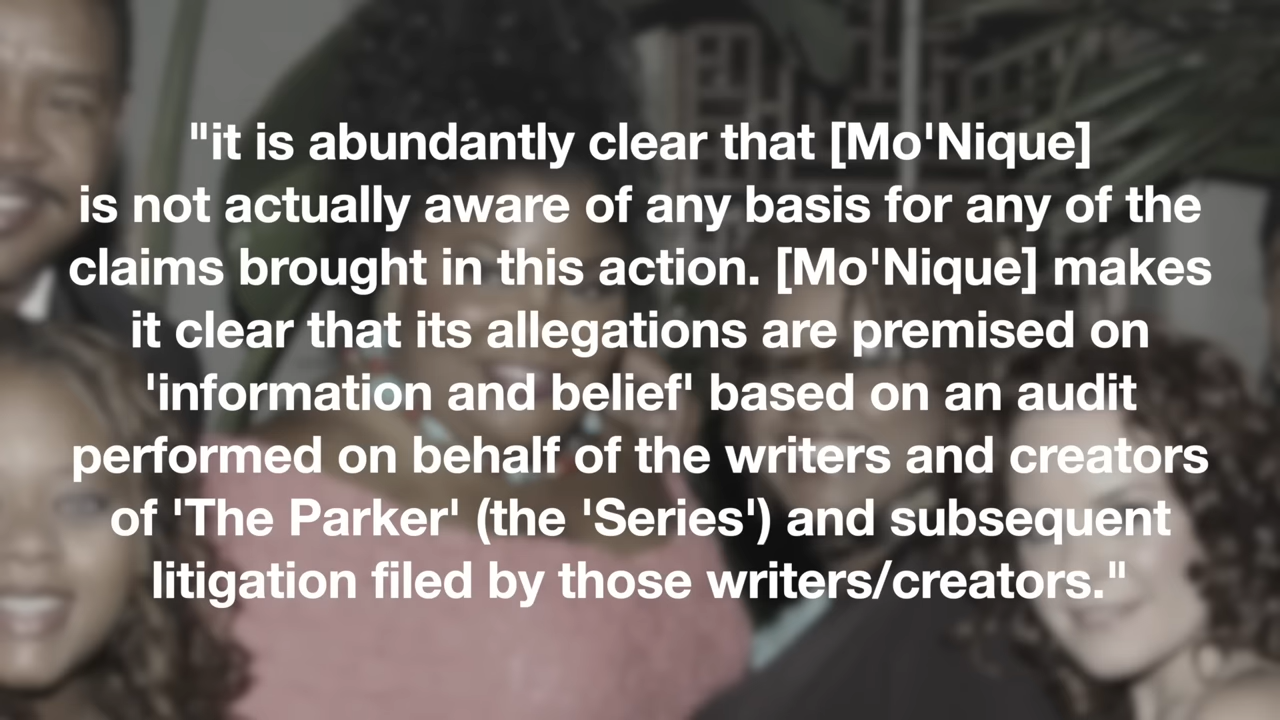 "it is abundantly clear that [Mo'Nique]
is not actually aware of any basis for any of the
claims brought in this action. [Mo'Nique] makes
it clear that its allegations are premised on
'information and belief' based on an audit
performed on behalf of the writers and creators
of 'The Parker' (the 'Series') and subsequent
litigation filed by those writers/creators."